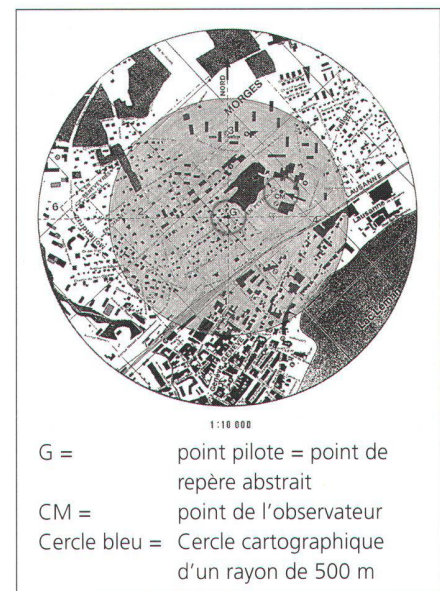 NORD
MORGES
G
LAUSANNE
G
1:10 000
G = point pilote = point de
repère abstrait
CM = point de l'observateur
Cercle bleu = Cercle cartographique
d'un rayon de 500 m